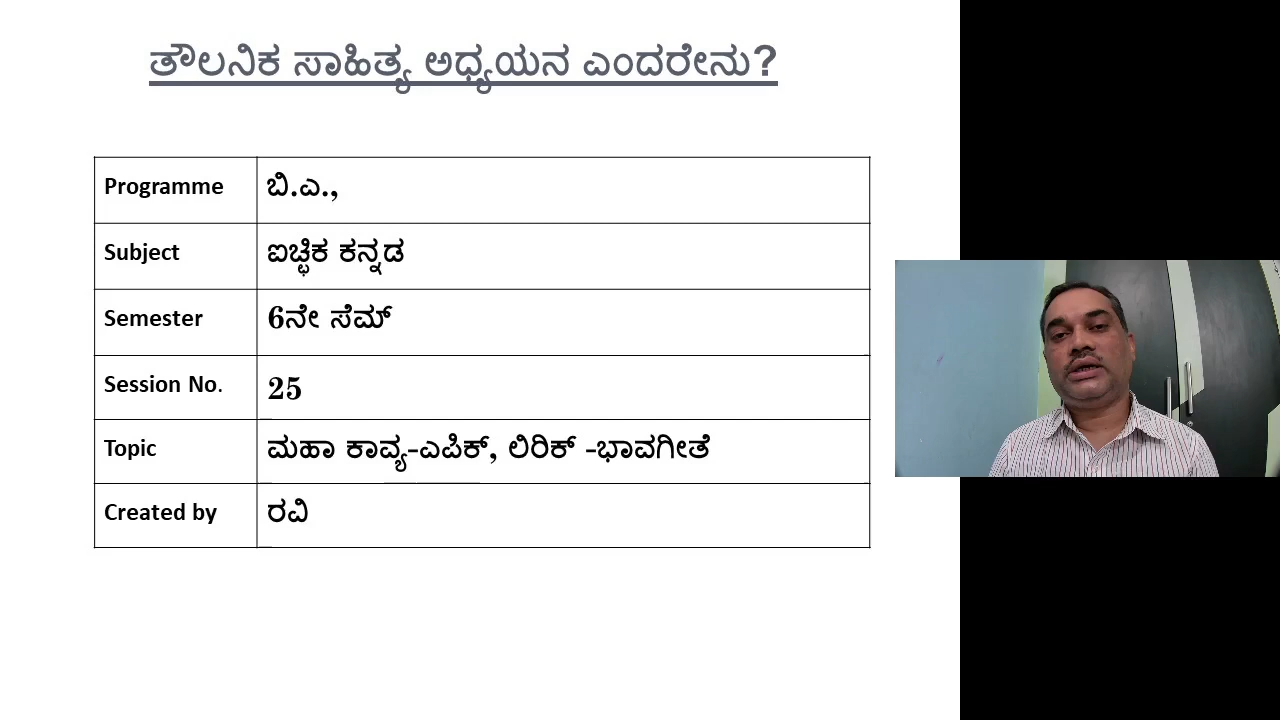 ತೌಲನಿಕ ಸಾಹಿತ್ಯ ಅಧ್ಯಯನ ಎಂದರೇನು?
Programme ಬಿ.ಎ.,
Subject ಐಚ್ಛಿಕ ಕನ್ನಡ
Semester 6ನೇ ಸೆಮ್
Session No. 25
Topic ಮಹಾ ಕಾವ್ಯ-ಎಪಿಕ್, ಲಿರಿಕ್ -ಭಾವಗೀತೆ
Created by ರವಿ